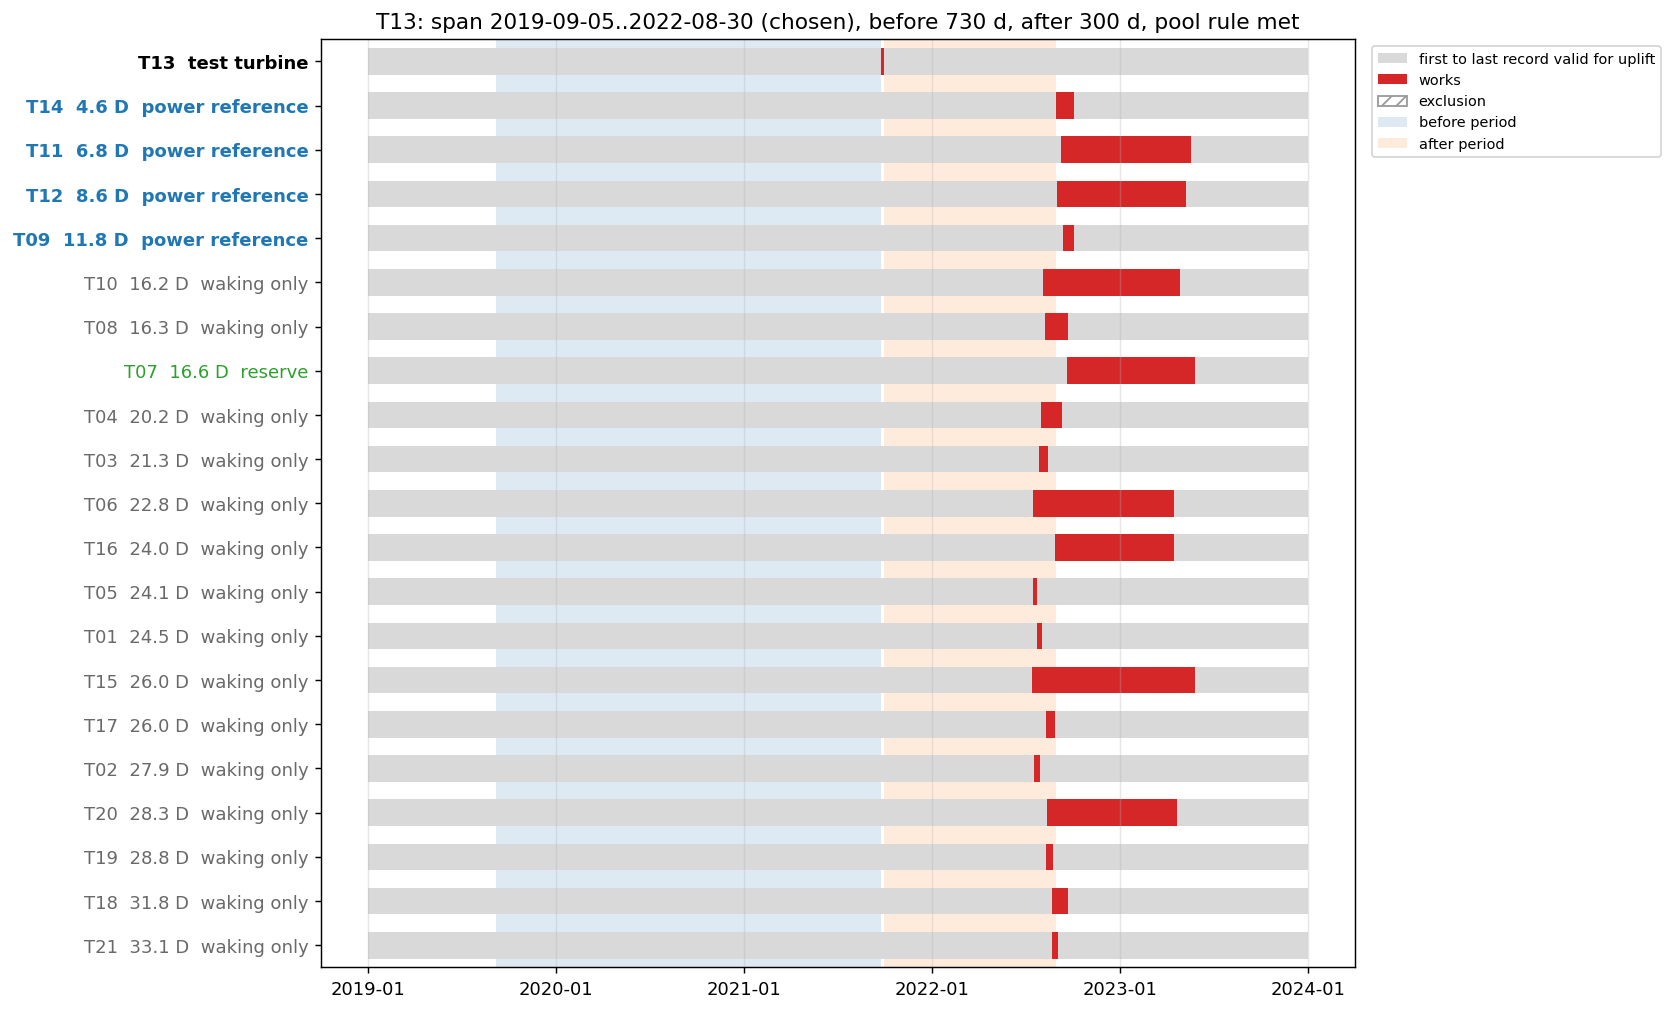 T13: span 2019-09-05..2022-08-30 (chosen), before 730 d, after 300 d, pool rule met
T13  test turbine
T14  4.6 D  power reference
T11  6.8 D  power reference
T12  8.6 D  power reference
T09  11.8 D  power reference
T10  16.2 D  waking only
T08  16.3 D  waking only
T07  16.6 D  reserve
T04  20.2 D  waking only
T03  21.3 D  waking only
T06  22.8 D  waking only
T16  24.0 D  waking only
T05  24.1 D  waking only
T01  24.5 D  waking only
T15  26.0 D  waking only
T17  26.0 D  waking only
T02  27.9 D  waking only
T20  28.3 D  waking only
T19  28.8 D  waking only
T18  31.8 D  waking only
T21  33.1 D  waking only
2019-01 2020-01 2021-01 2022-01 2023-01 2024-01
first to last record valid for uplift
works
exclusion
before period
after period